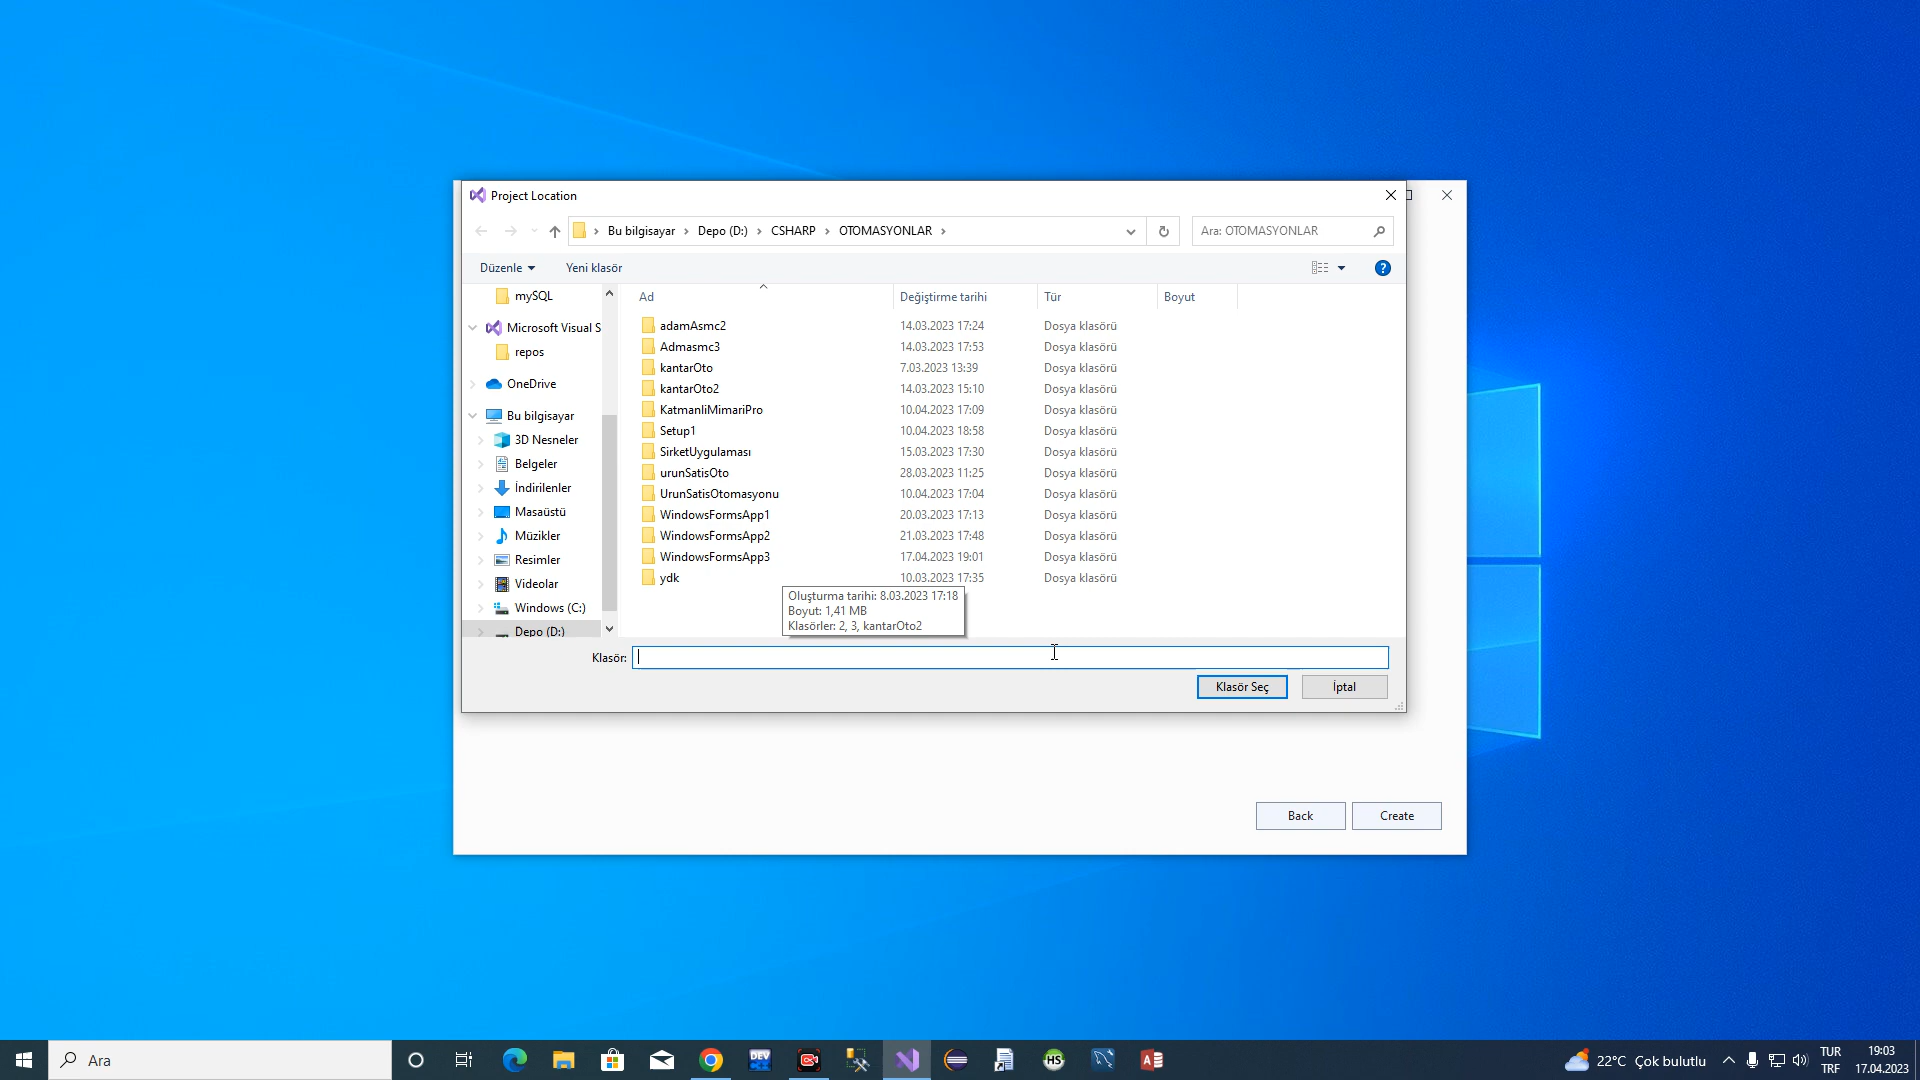 Project Location
Bu bilgisayar Depo (D:) CSHARP OTOMASYONLAR
Ara: OTOMASYONLAR
Düzenle Yeni klasör
mySQL
Microsoft Visual S
repos
OneDrive
Bu bilgisayar
3D Nesneler
Belgeler
İndirilenler
Masaüstü
Müzikler
Resimler
Videolar
Windows (C:)
Depo (D:)
Ad Değiştirme tarihi Tür Boyut
adamAsmc2 14.03.2023 17:24 Dosya klasörü
Admasmc3 14.03.2023 17:53 Dosya klasörü
kantarOto 7.03.2023 13:39 Dosya klasörü
kantarOto2 14.03.2023 15:10 Dosya klasörü
KatmanliMimariPro 10.04.2023 17:09 Dosya klasörü
Setup1 10.04.2023 18:58 Dosya klasörü
SirketUygulaması 15.03.2023 17:30 Dosya klasörü
urunSatisOto 28.03.2023 11:25 Dosya klasörü
UrunSatisOtomasyonu 10.04.2023 17:04 Dosya klasörü
WindowsFormsApp1 20.03.2023 17:13 Dosya klasörü
WindowsFormsApp2 21.03.2023 17:48 Dosya klasörü
WindowsFormsApp3 17.04.2023 19:01 Dosya klasörü
ydk 10.03.2023 17:35 Dosya klasörü
Oluşturma tarihi: 8.03.2023 17:18
Boyut: 1,41 MB
Klasörler: 2, 3, kantarOto2
Klasör:
Klasör Seç İptal
Back Create
Ara
DEV
HS
22°C Çok bulutlu
TUR
TRF
19:03
17.04.2023